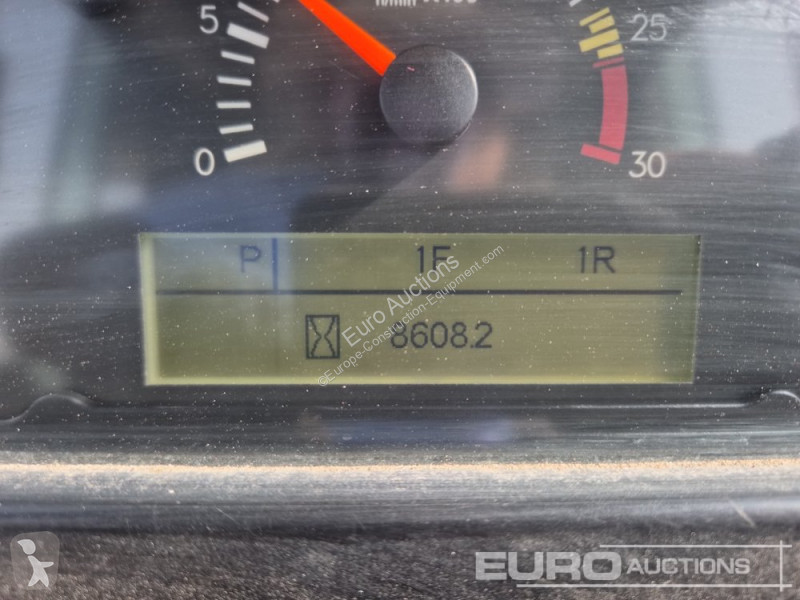 5
25
0
30
P 1F 1R
8608.2
Euro Auctions
©Europe-Construction-Equipment.com
EURO AUCTIONS